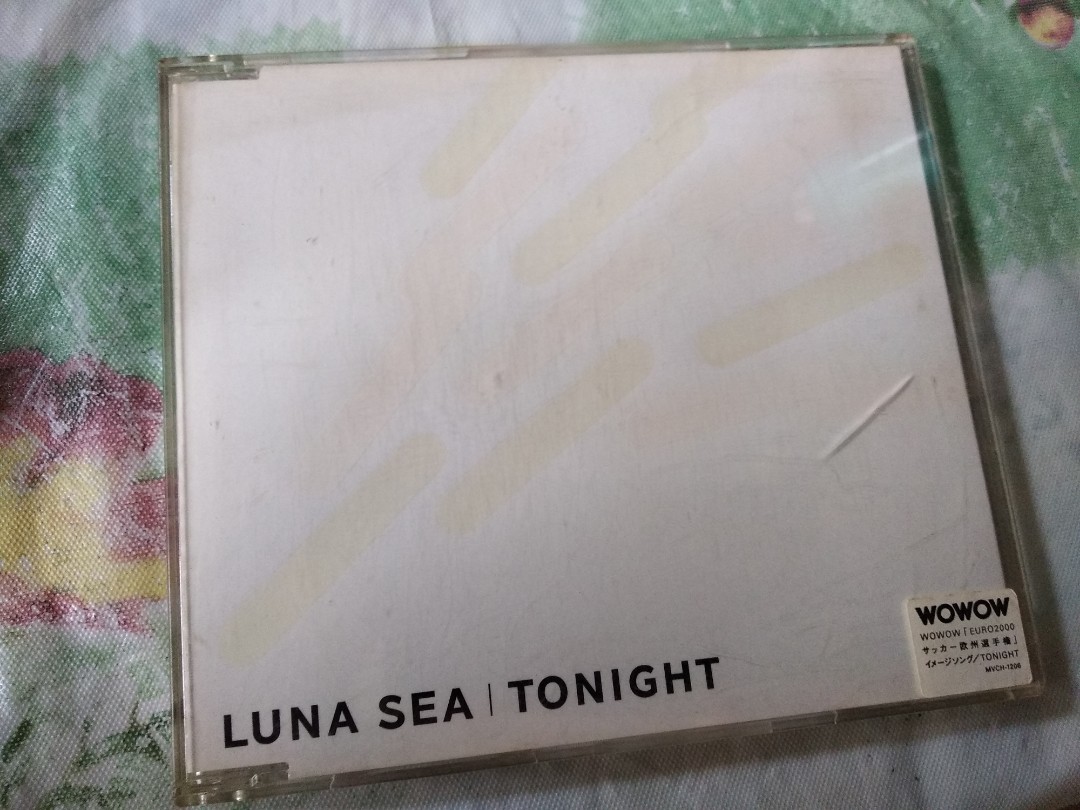 LUNA SEA | TONIGHT
WOWOW
WOWOW「EURO2000
サッカー欧州選手権」
イメージソング/TONIGHT
MVCH-1206